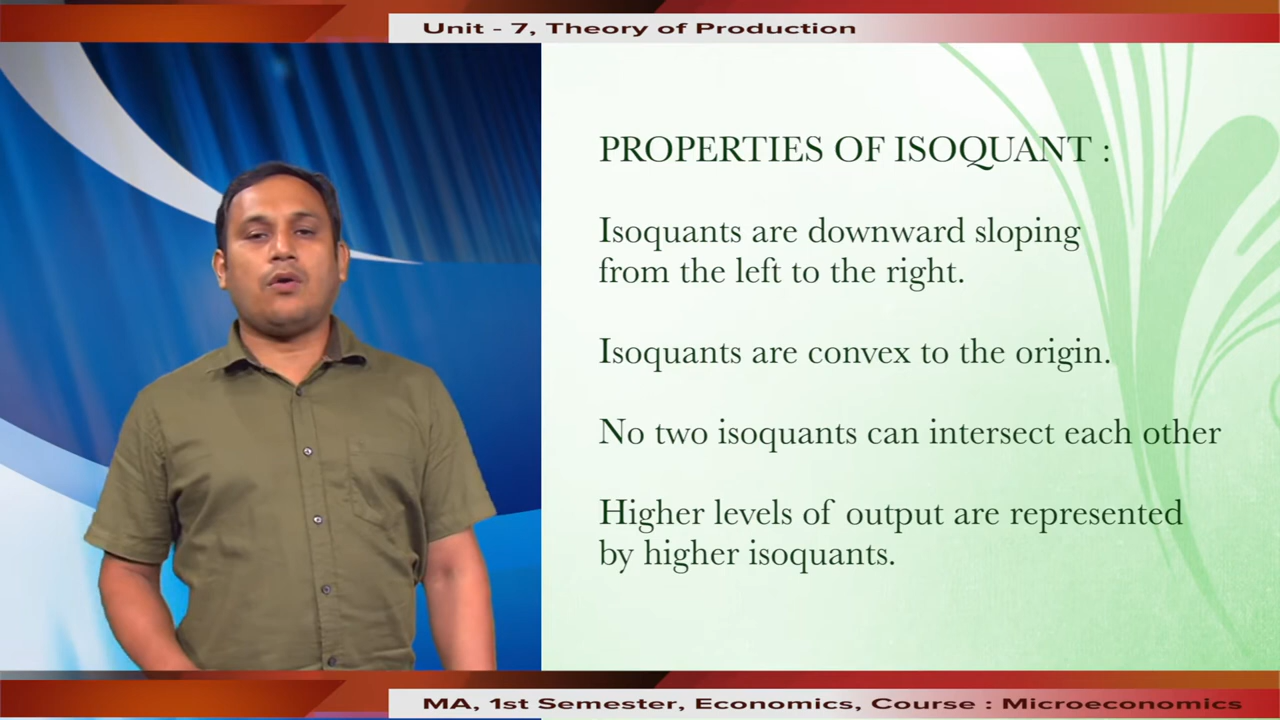 Unit - 7, Theory of Production
PROPERTIES OF ISOQUANT :
Isoquants are downward sloping
from the left to the right.
Isoquants are convex to the origin.
No two isoquants can intersect each other
Higher levels of output are represented
by higher isoquants.
MA, 1st Semester, Economics, Course : Microeconomics